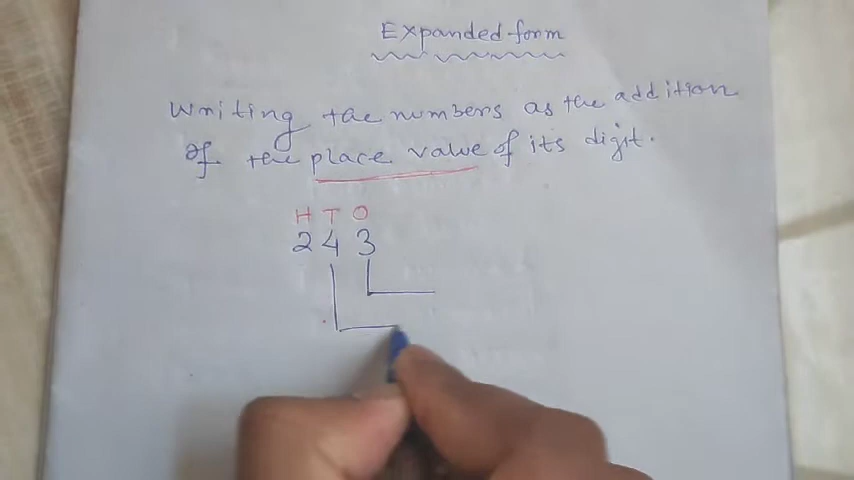 Expanded form
Writing the numbers as the addition
of the place value of its digit.
H T O
2 4 3